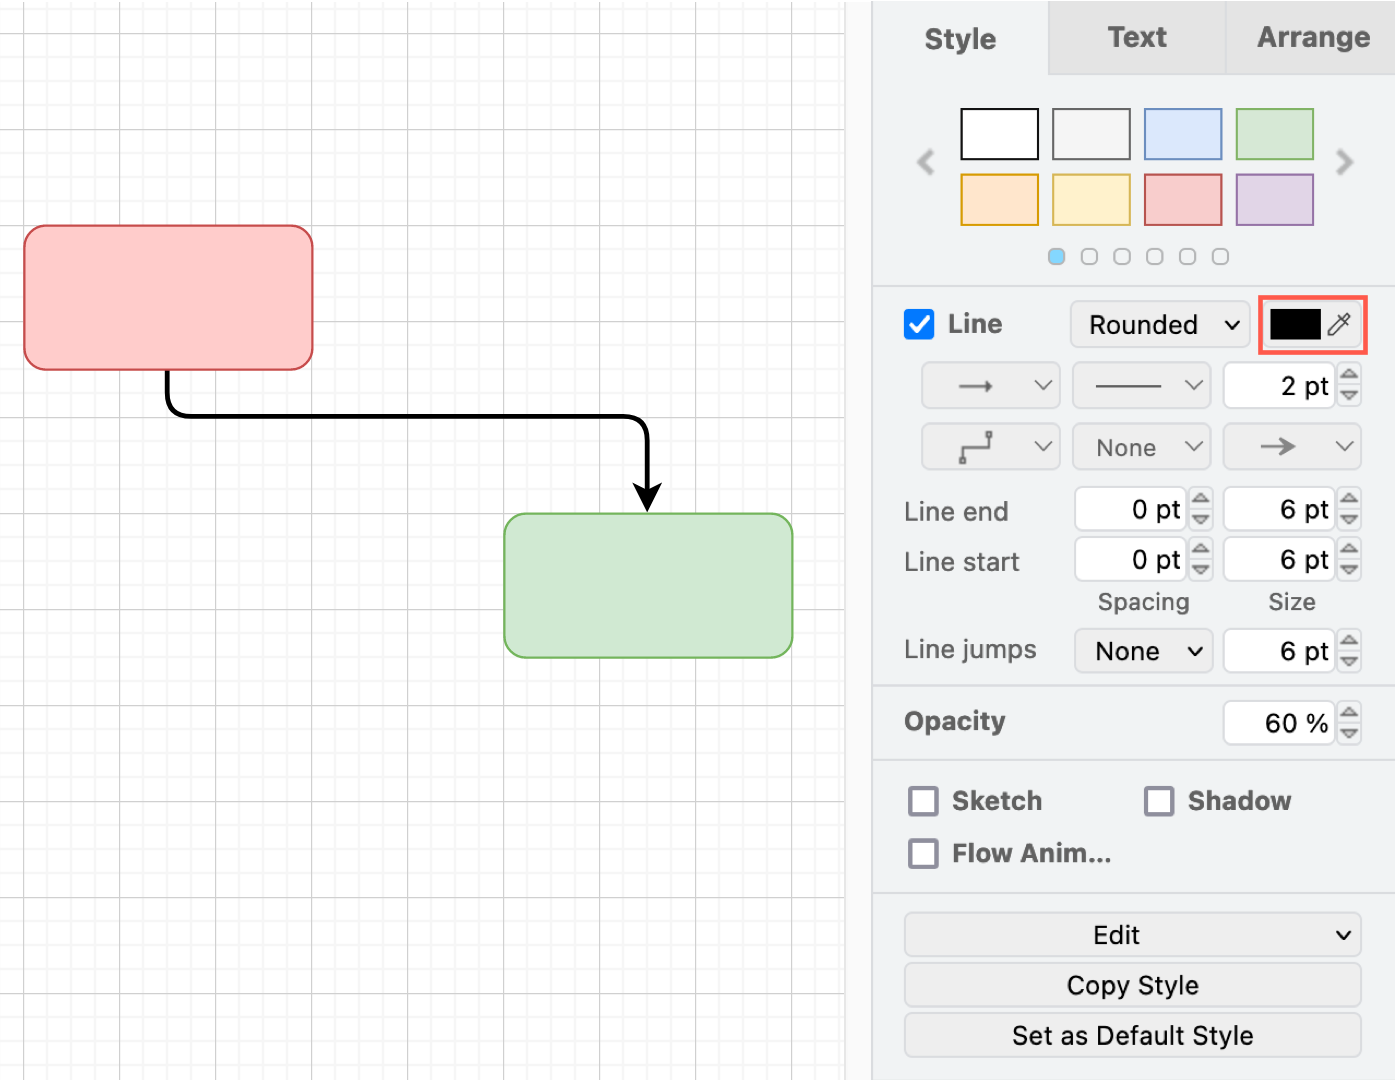 Style Text Arrange
Line Rounded
2 pt
None
Line end 0 pt 6 pt
Line start 0 pt 6 pt
Spacing Size
Line jumps None 6 pt
Opacity 60 %
Sketch Shadow
Flow Anim...
Edit
Copy Style
Set as Default Style